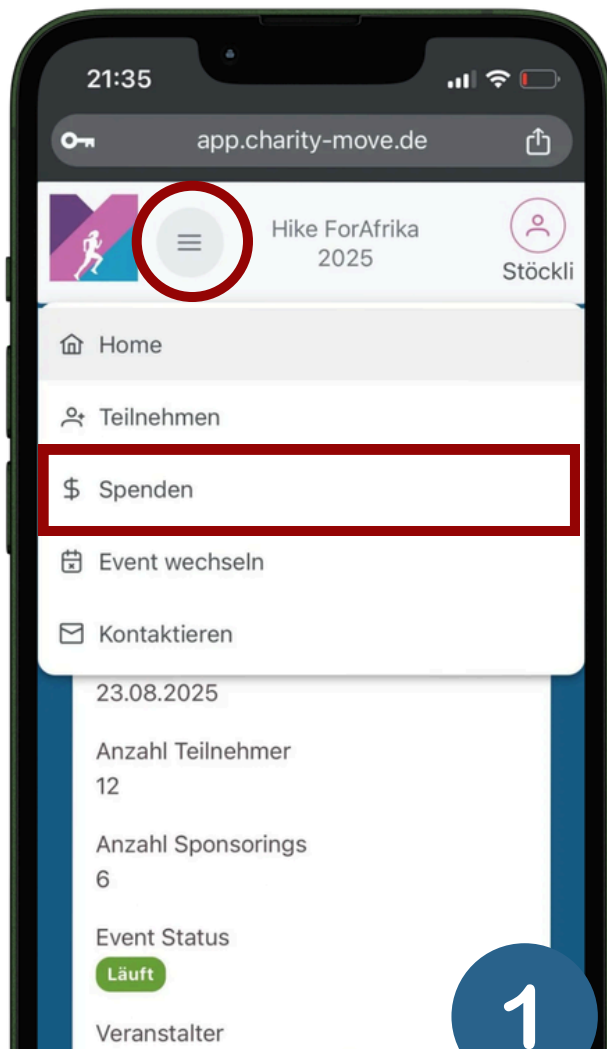 21:35
app.charity-move.de
Hike ForAfrika
2025
Stöckli
Home
Teilnehmen
$ Spenden
Event wechseln
Kontaktieren
23.08.2025
Anzahl Teilnehmer
12
Anzahl Sponsorings
6
Event Status
Läuft
Veranstalter
1